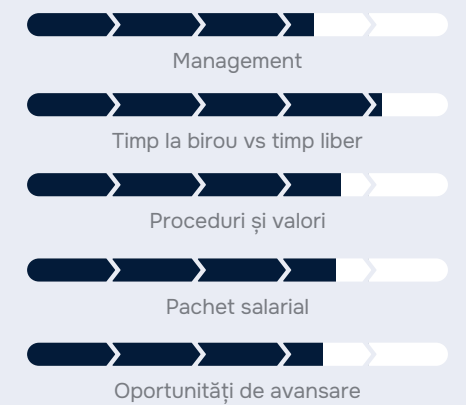 Management
Timp la birou vs timp liber
Proceduri și valori
Pachet salarial
Oportunități de avansare